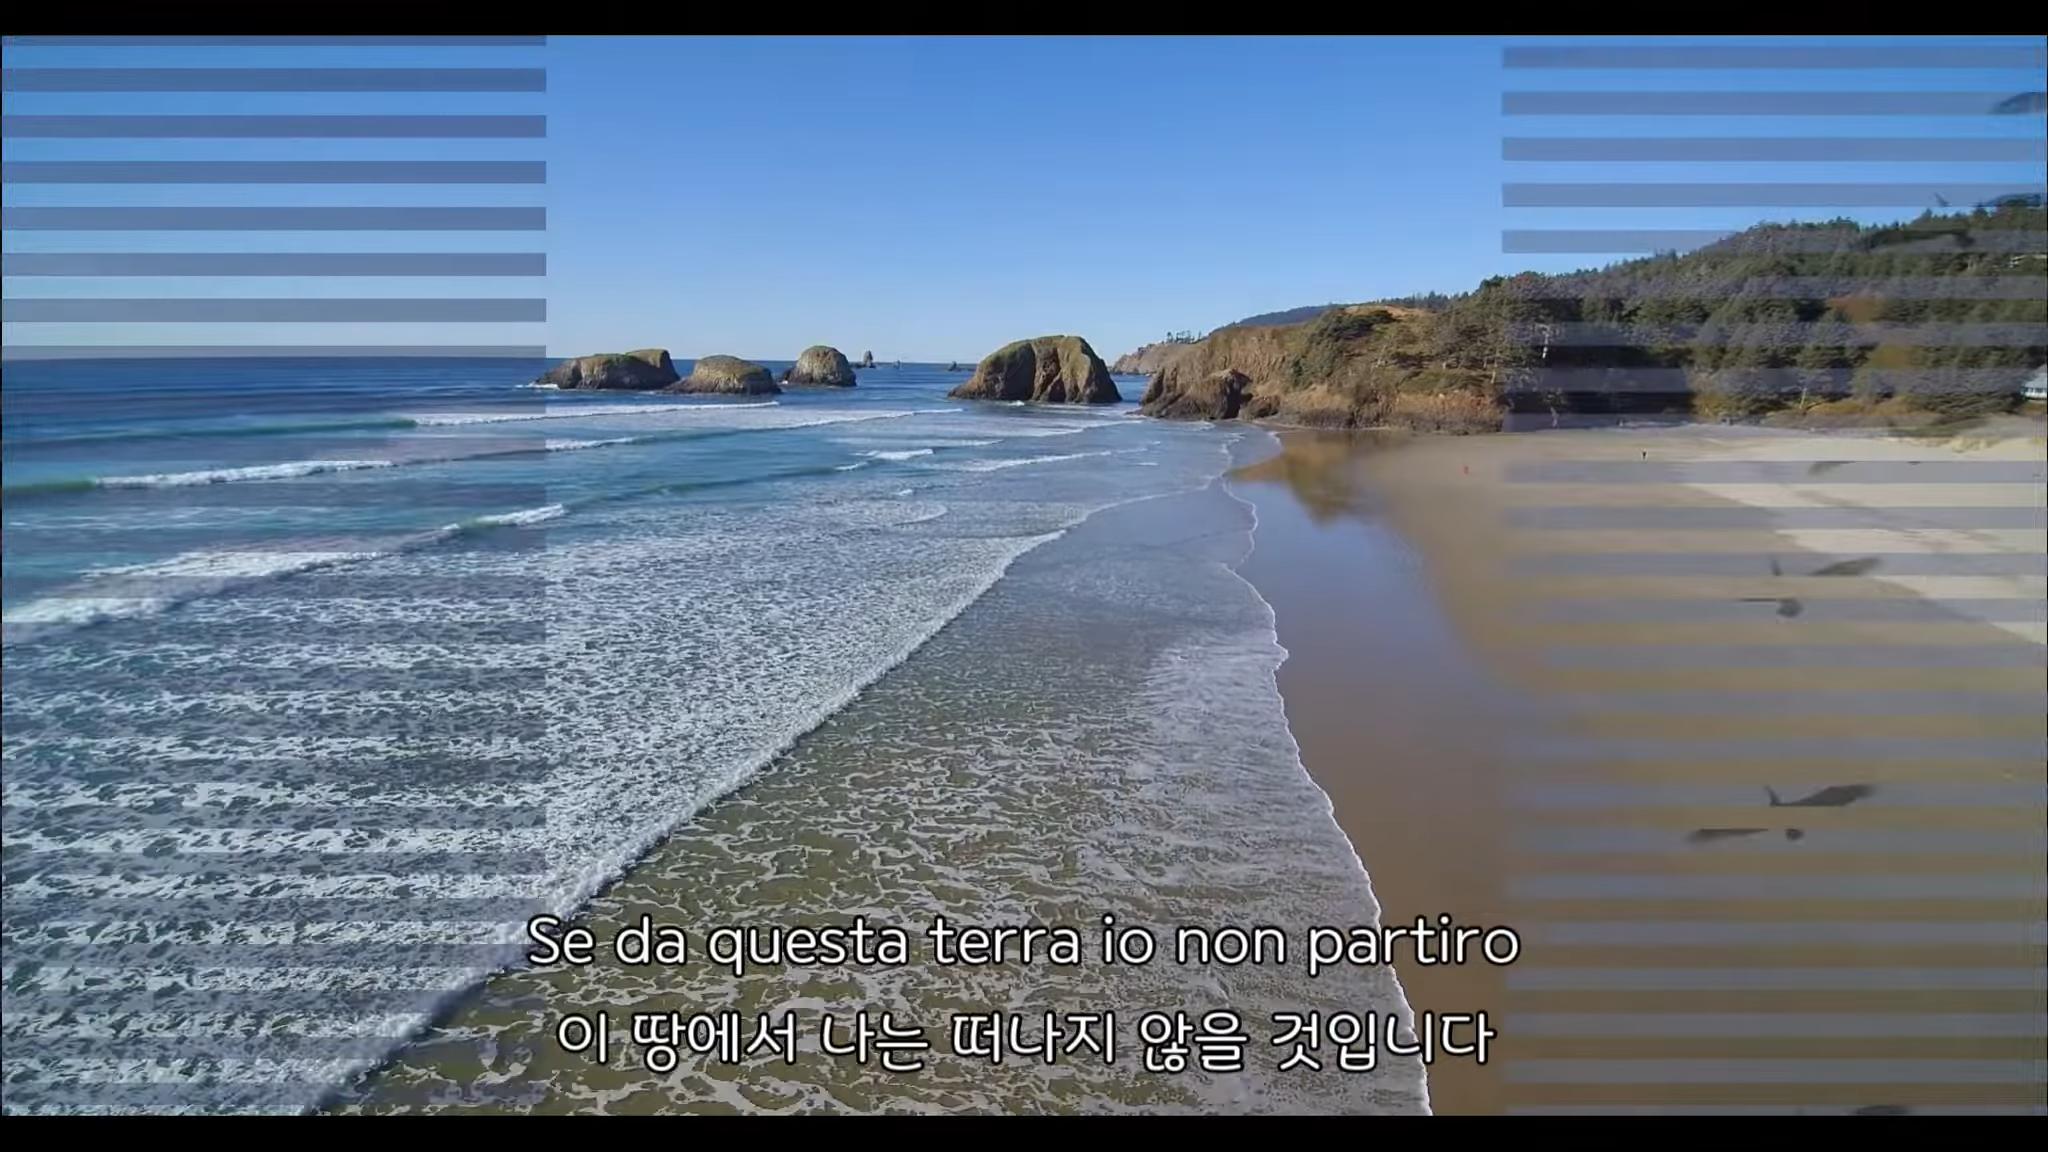 Se da questa terra io non partiro
이 땅에서 나는 떠나지 않을 것입니다